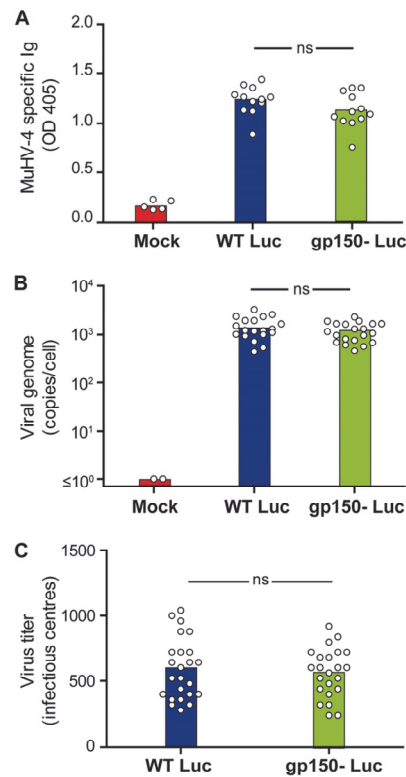 A
MuHV-4 specific Ig
(OD 405)
2.0
1.5
1.0
0.5
0.0
ns
Mock
WT Luc
gp150- Luc
B
Viral genome
(copies/cell)
10⁴
10³
10²
10¹
≤10⁰
ns
Mock
WT Luc
gp150- Luc
C
Virus titer
(infectious centres)
1500
1000
500
0
ns
WT Luc
gp150- Luc